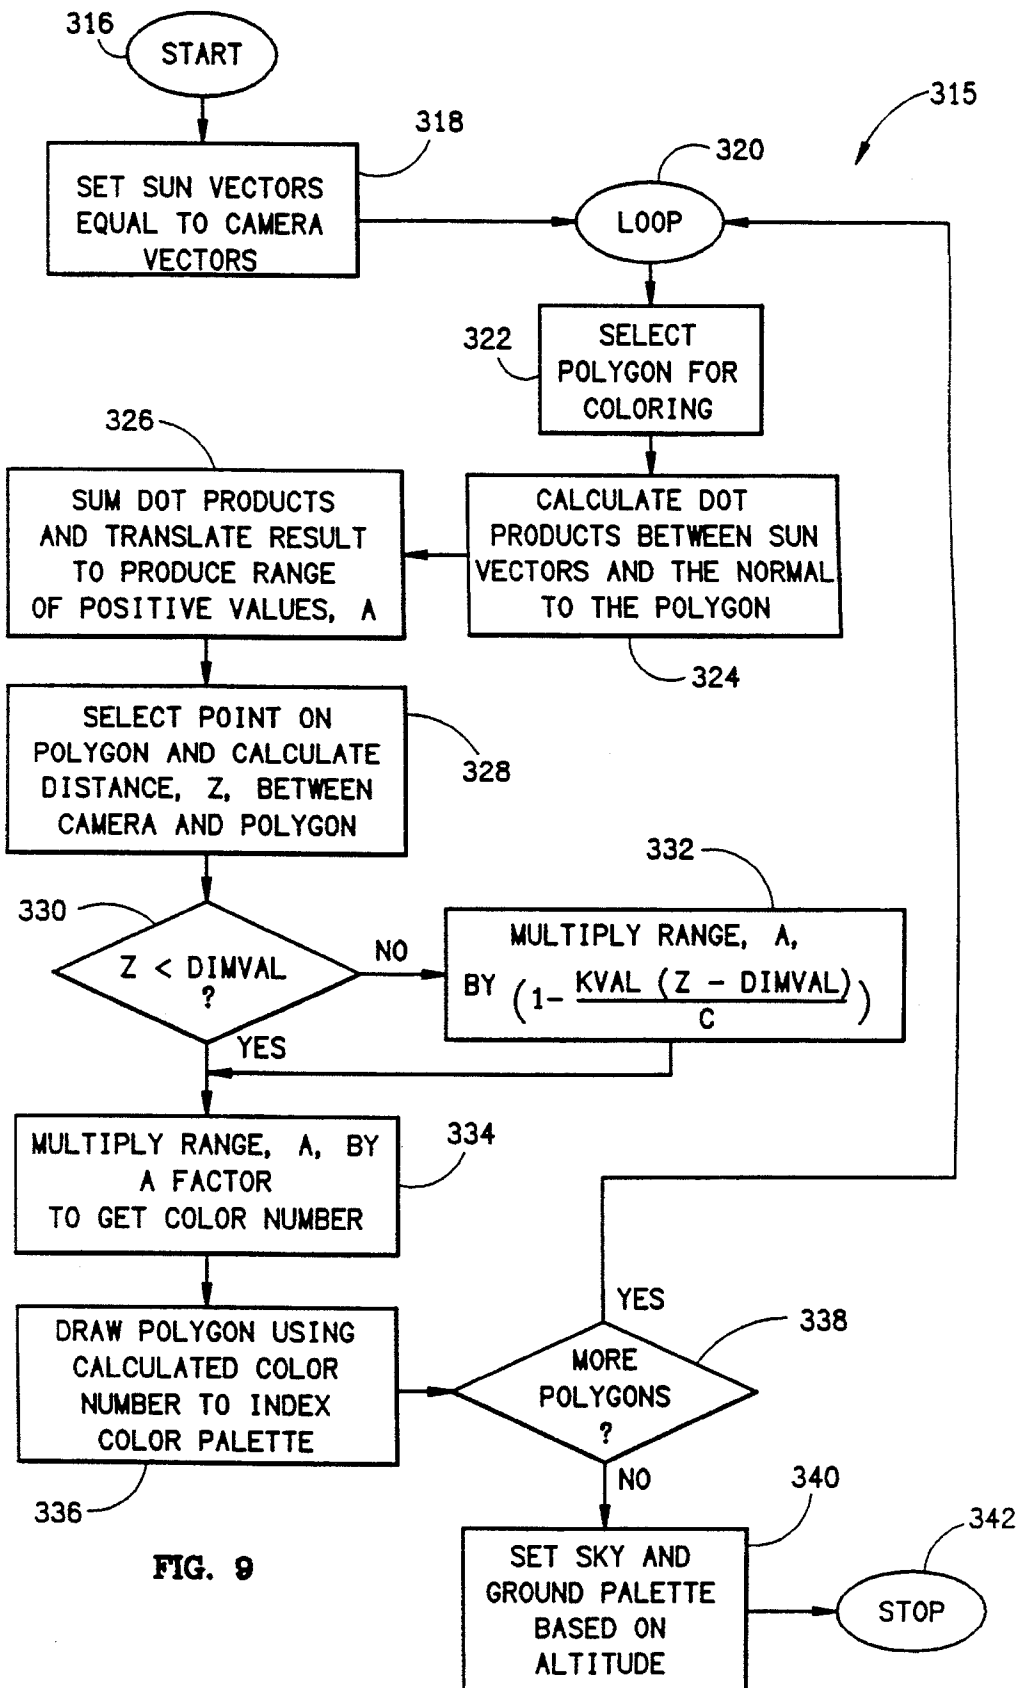 316
START
315
318
SET SUN VECTORS
EQUAL TO CAMERA
VECTORS
320
LOOP
322
SELECT
POLYGON FOR
COLORING
326
SUM DOT PRODUCTS
AND TRANSLATE RESULT
TO PRODUCE RANGE
OF POSITIVE VALUES, A
CALCULATE DOT
PRODUCTS BETWEEN SUN
VECTORS AND THE NORMAL
TO THE POLYGON
324
SELECT POINT ON
POLYGON AND CALCULATE
DISTANCE, Z, BETWEEN
CAMERA AND POLYGON
328
330
Z < DIMVAL
?
NO
YES
332
MULTIPLY RANGE, A,
BY (1- KVAL (Z - DIMVAL) / C)
MULTIPLY RANGE, A, BY
A FACTOR
TO GET COLOR NUMBER
334
DRAW POLYGON USING
CALCULATED COLOR
NUMBER TO INDEX
COLOR PALETTE
336
YES
MORE
POLYGONS
?
338
NO
340
SET SKY AND
GROUND PALETTE
BASED ON
ALTITUDE
342
STOP
FIG. 9